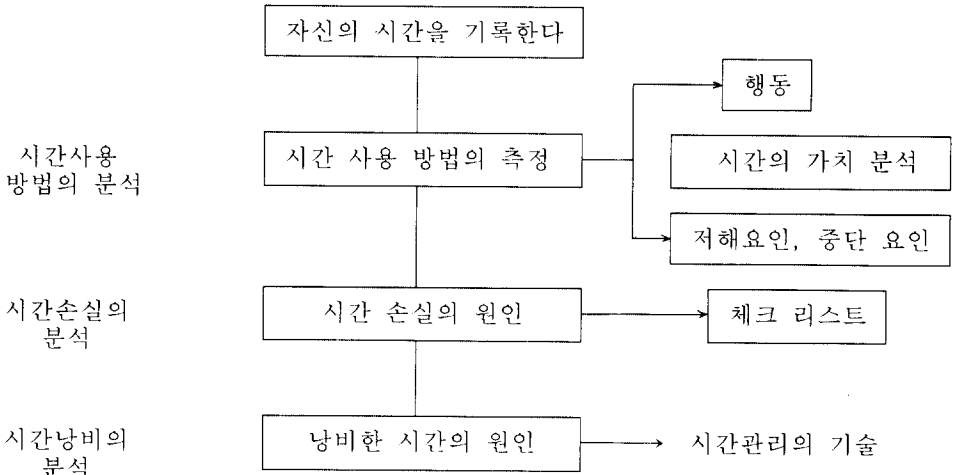 자신의 시간을 기록한다
행동
시간사용
방법의 분석
시간 사용 방법의 측정
시간의 가치 분석
저해요인, 중단 요인
시간손실의
분석
시간 손실의 원인
체크 리스트
시간낭비의
분석
낭비한 시간의 원인
시간관리의 기술